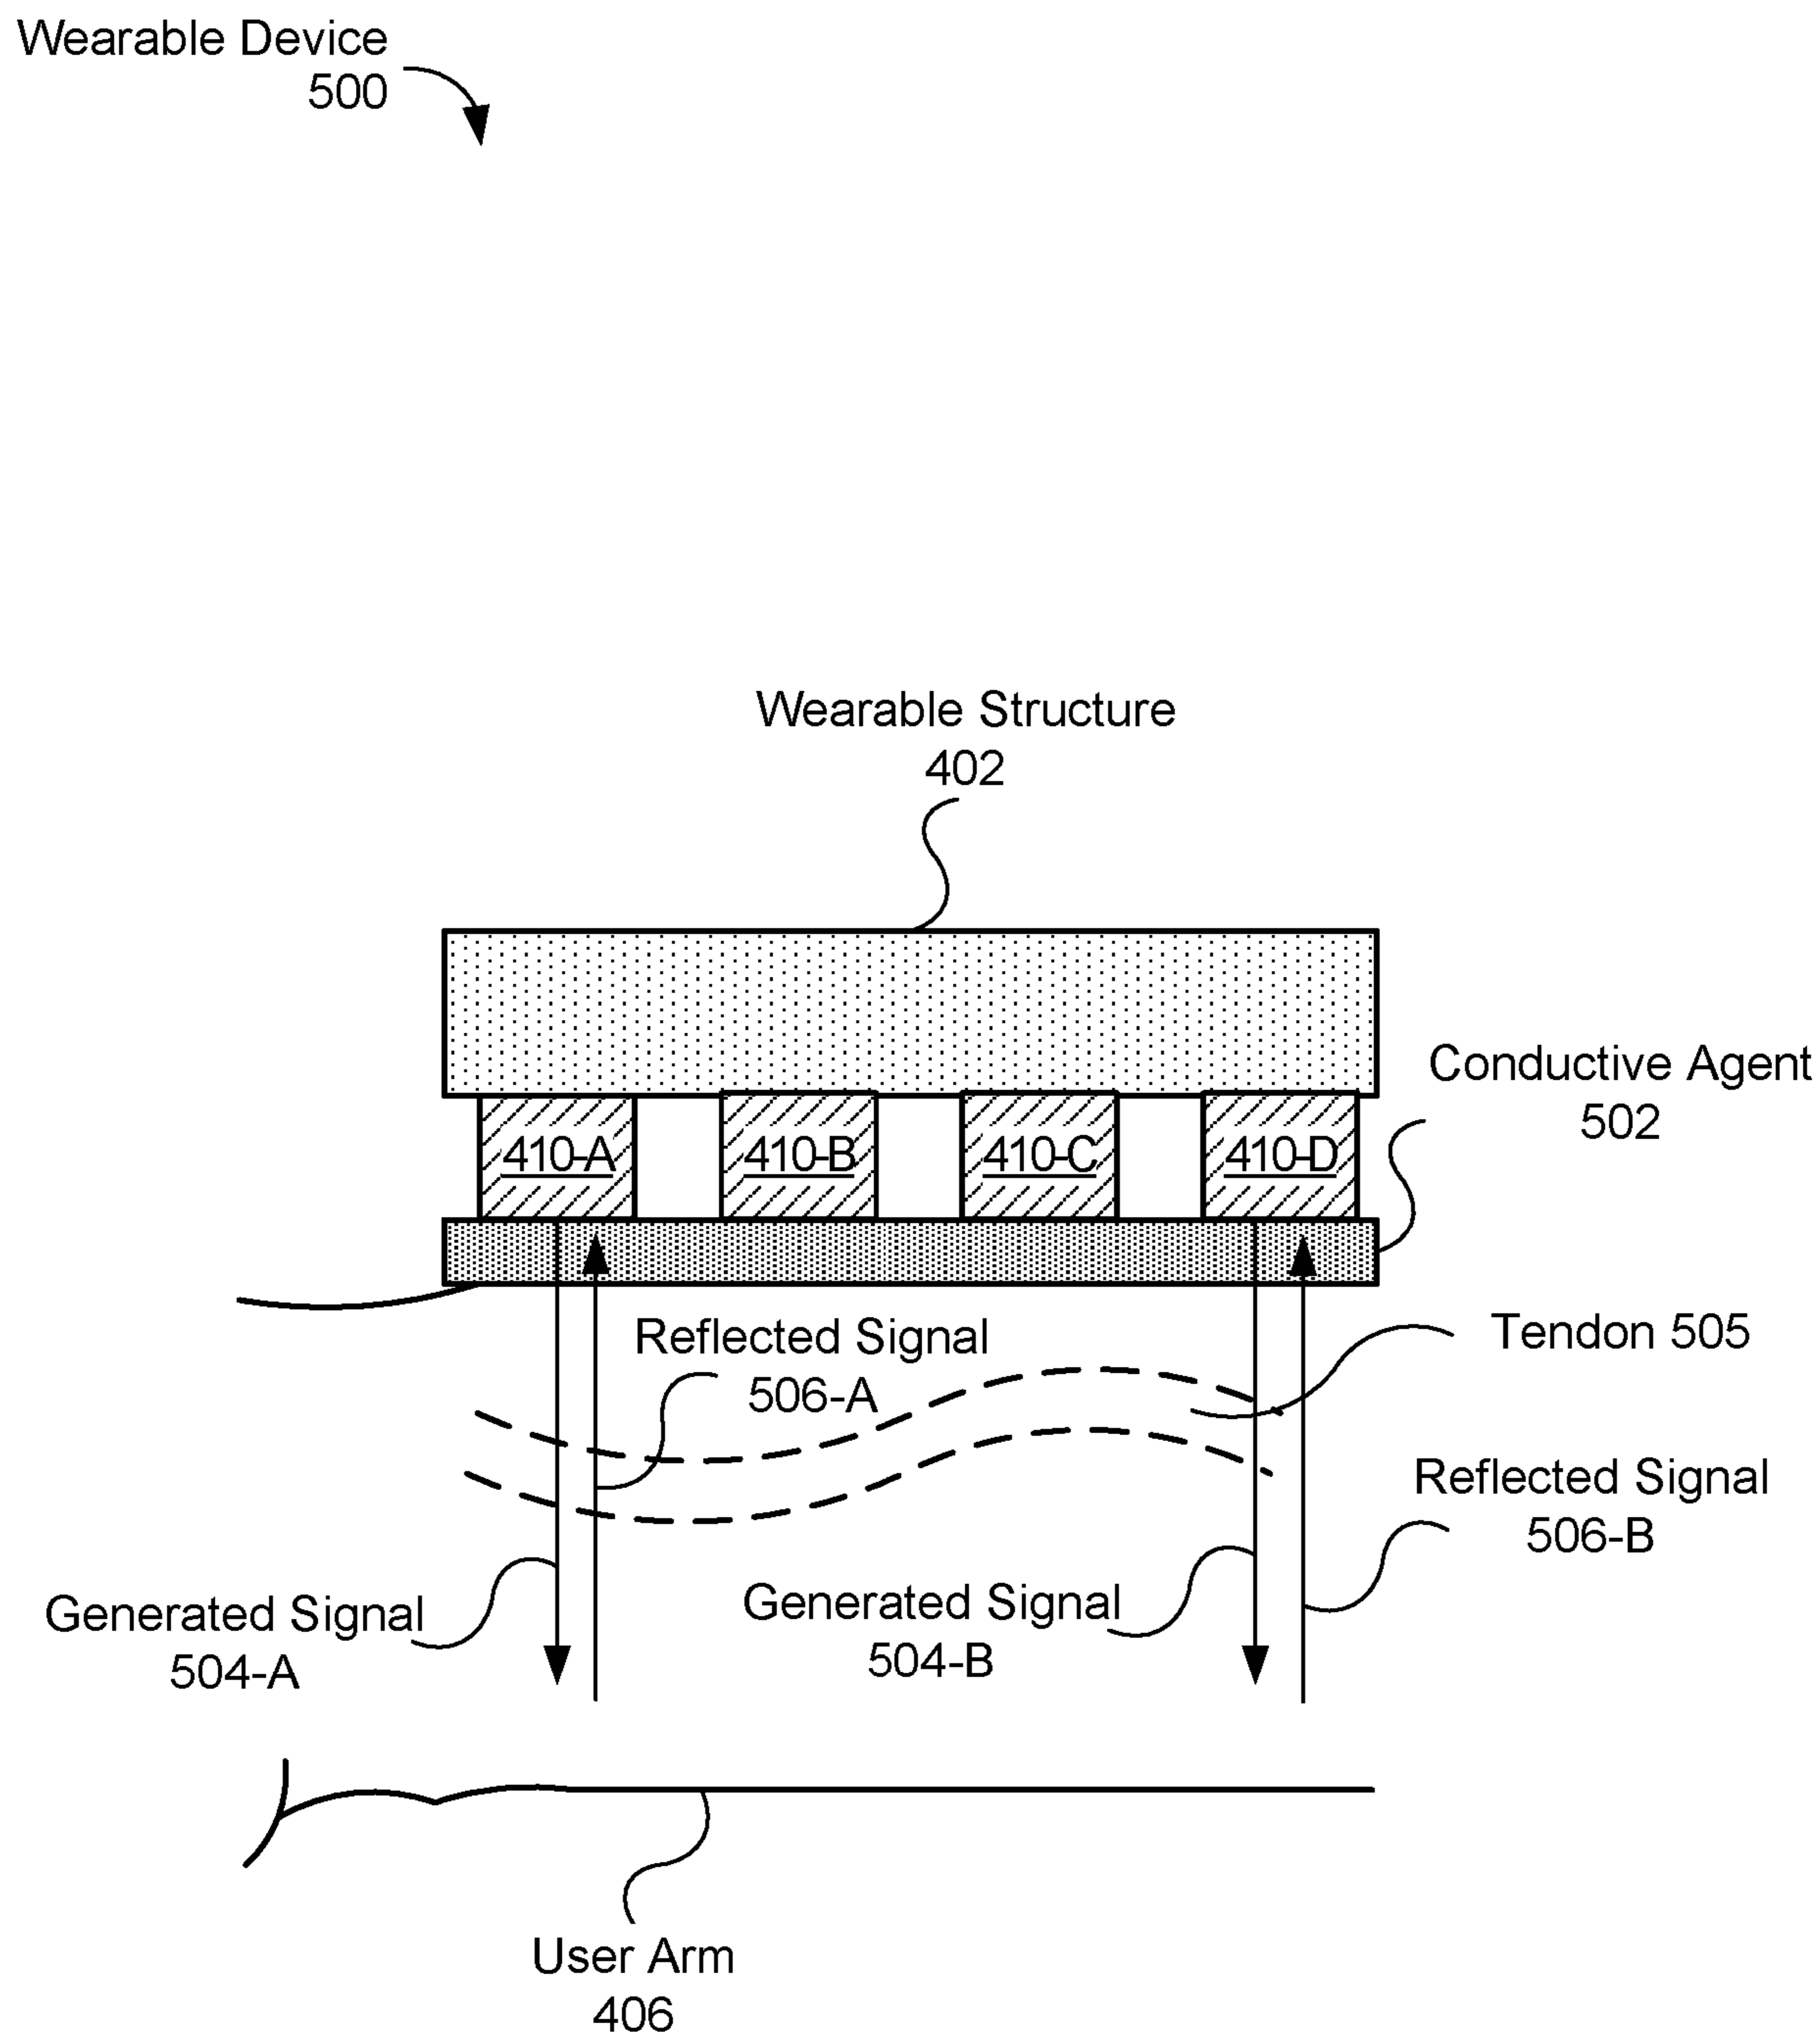 Wearable Device
500
Wearable Structure
402
Conductive Agent
502
410-A
410-B
410-C
410-D
Reflected Signal
506-A
Tendon 505
Reflected Signal
506-B
Generated Signal
504-A
Generated Signal
504-B
User Arm
406